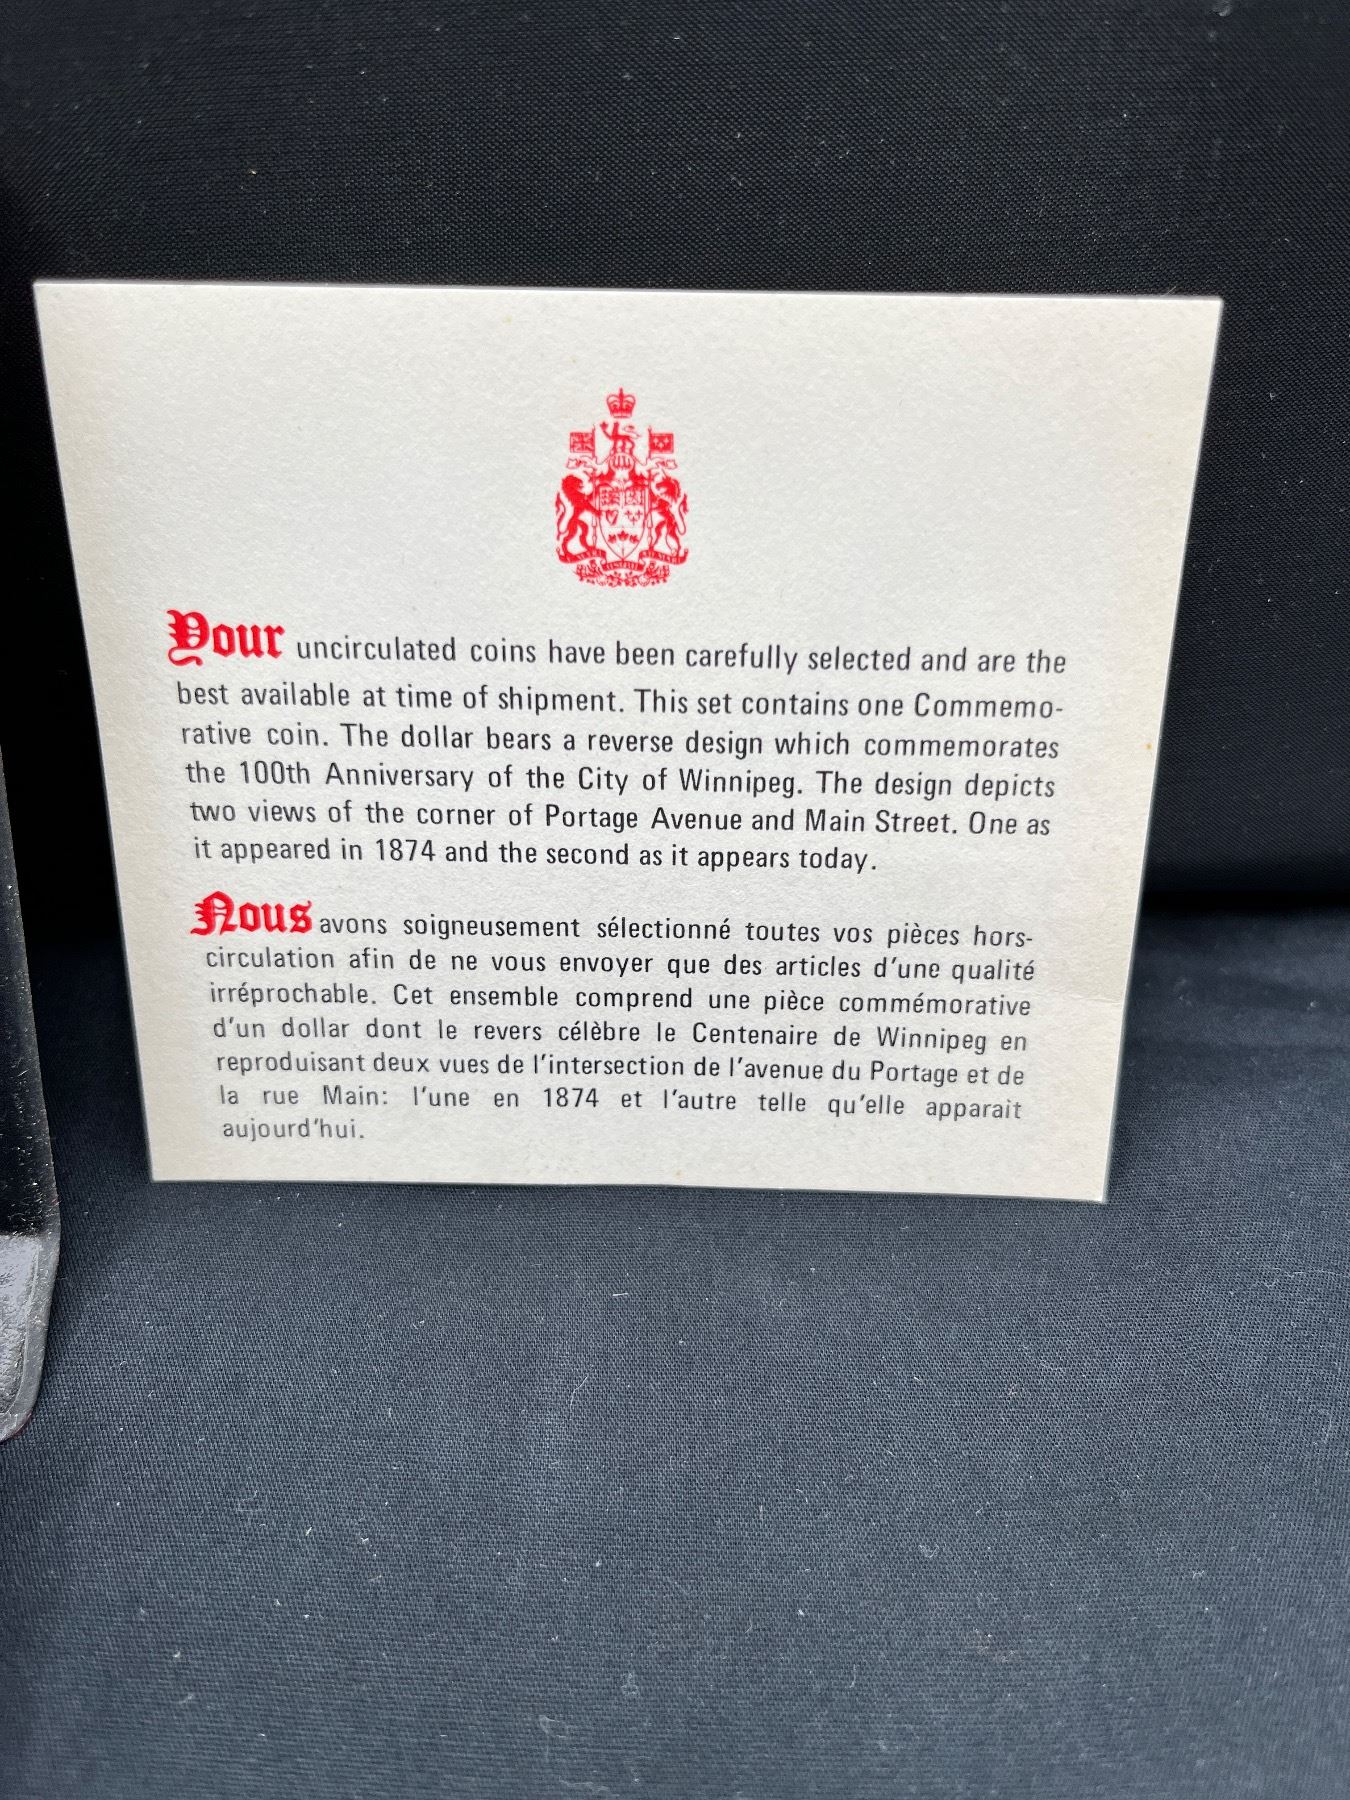 Your uncirculated coins have been carefully selected and are the
best available at time of shipment. This set contains one Commemo-
rative coin. The dollar bears a reverse design which commemorates
the 100th Anniversary of the City of Winnipeg. The design depicts
two views of the corner of Portage Avenue and Main Street. One as
it appeared in 1874 and the second as it appears today.
Nous avons soigneusement sélectionné toutes vos pièces hors-
circulation afin de ne vous envoyer que des articles d'une qualité
irréprochable. Cet ensemble comprend une pièce commémorative
d'un dollar dont le revers célèbre le Centenaire de Winnipeg en
reproduisant deux vues de l'intersection de l'avenue du Portage et de
la rue Main: l'une en 1874 et l'autre telle qu'elle apparait
aujourd'hui.